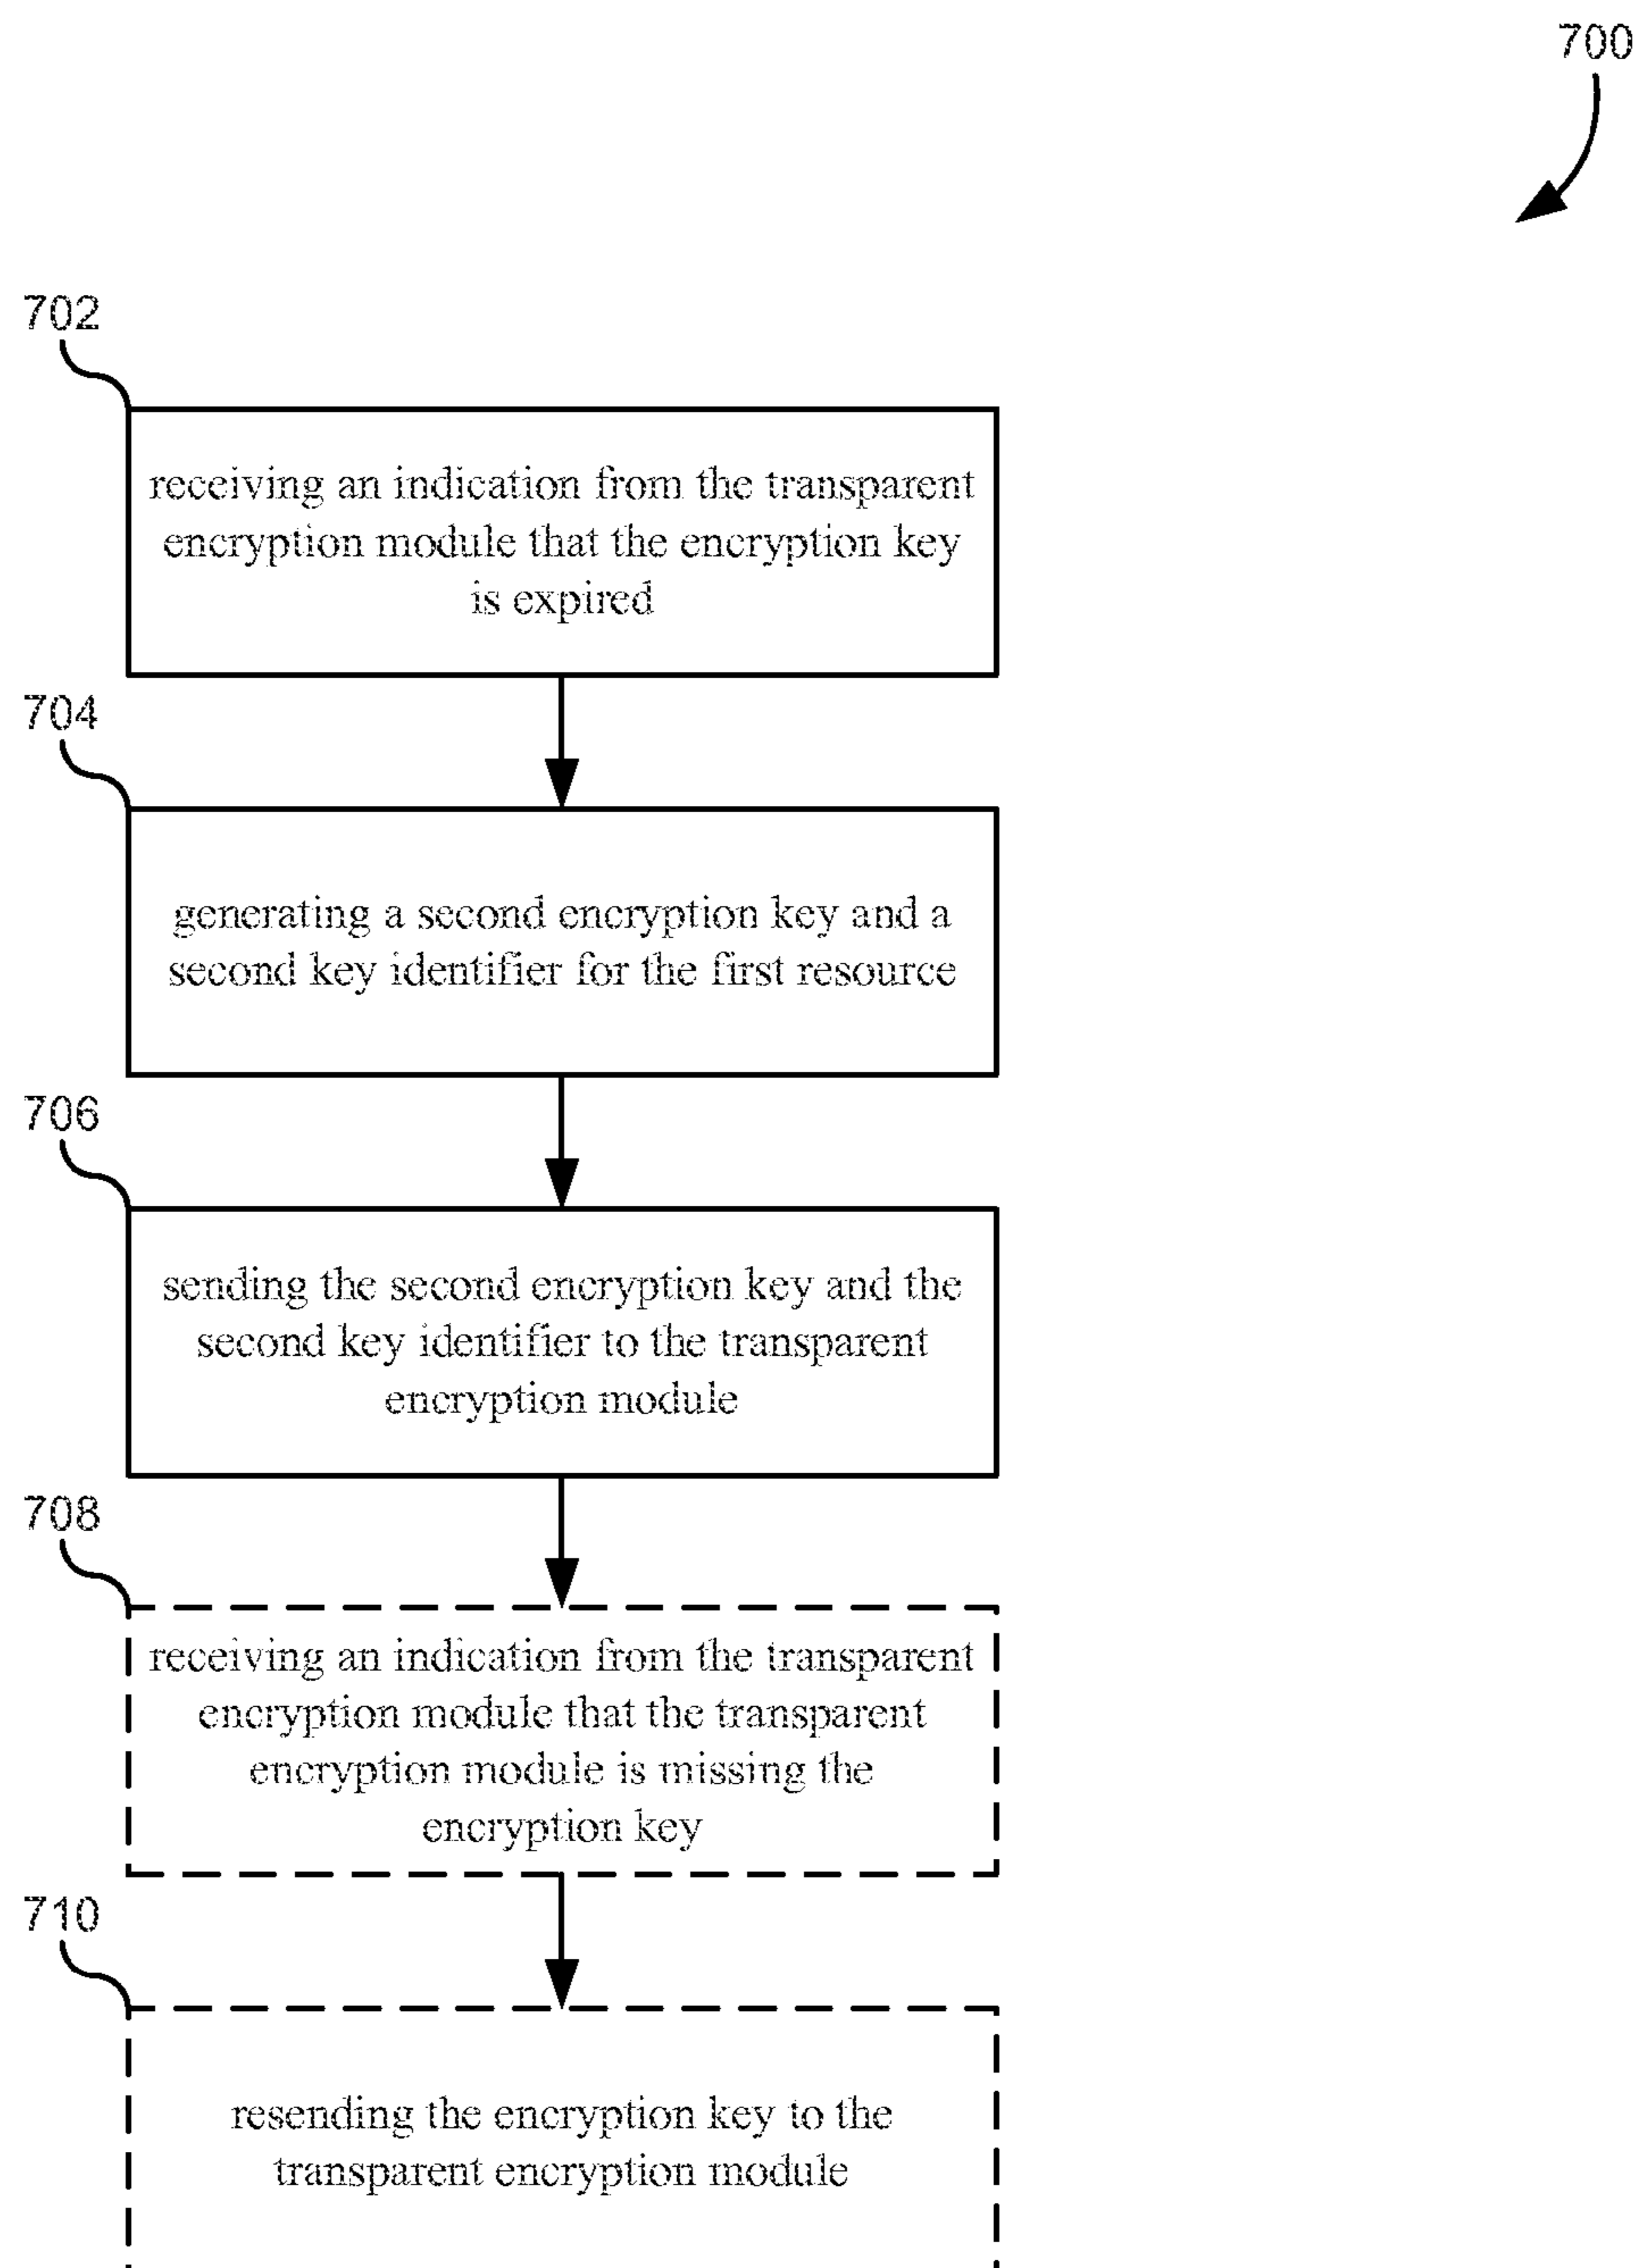 700
702
receiving an indication from the transparent
encryption module that the encryption key
is expired
704
generating a second encryption key and a
second key identifier for the first resource
706
sending the second encryption key and the
second key identifier to the transparent
encryption module
708
receiving an indication from the transparent
encryption module that the transparent
encryption module is missing the
encryption key
710
resending the encryption key to the
transparent encryption module